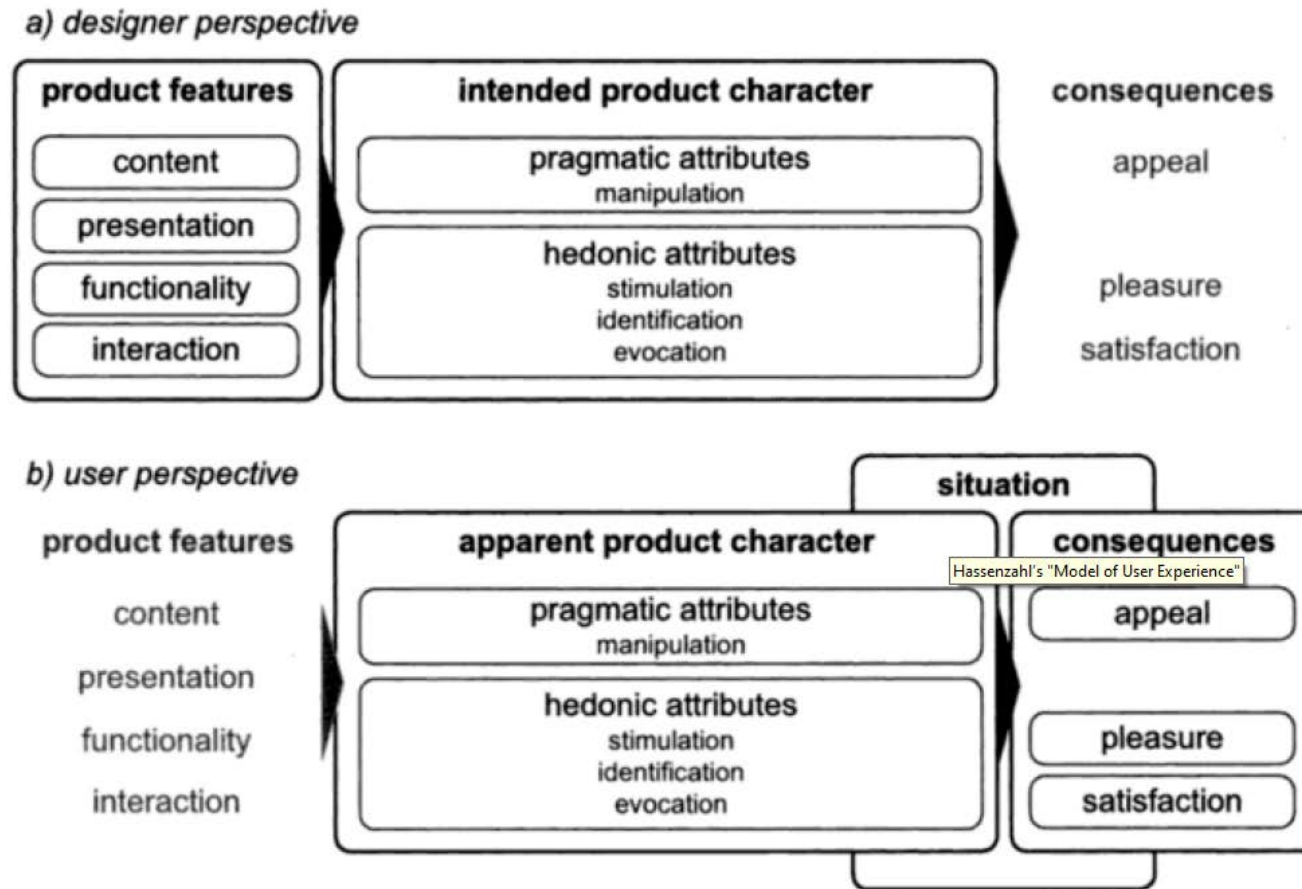 a) designer perspective
product features
content
presentation
functionality
interaction
intended product character
pragmatic attributes
manipulation
hedonic attributes
stimulation
identification
evocation
consequences
appeal
pleasure
satisfaction
b) user perspective
product features
content
presentation
functionality
interaction
situation
apparent product character
pragmatic attributes
manipulation
hedonic attributes
stimulation
identification
evocation
consequences
Hassenzahl's "Model of User Experience"
appeal
pleasure
satisfaction